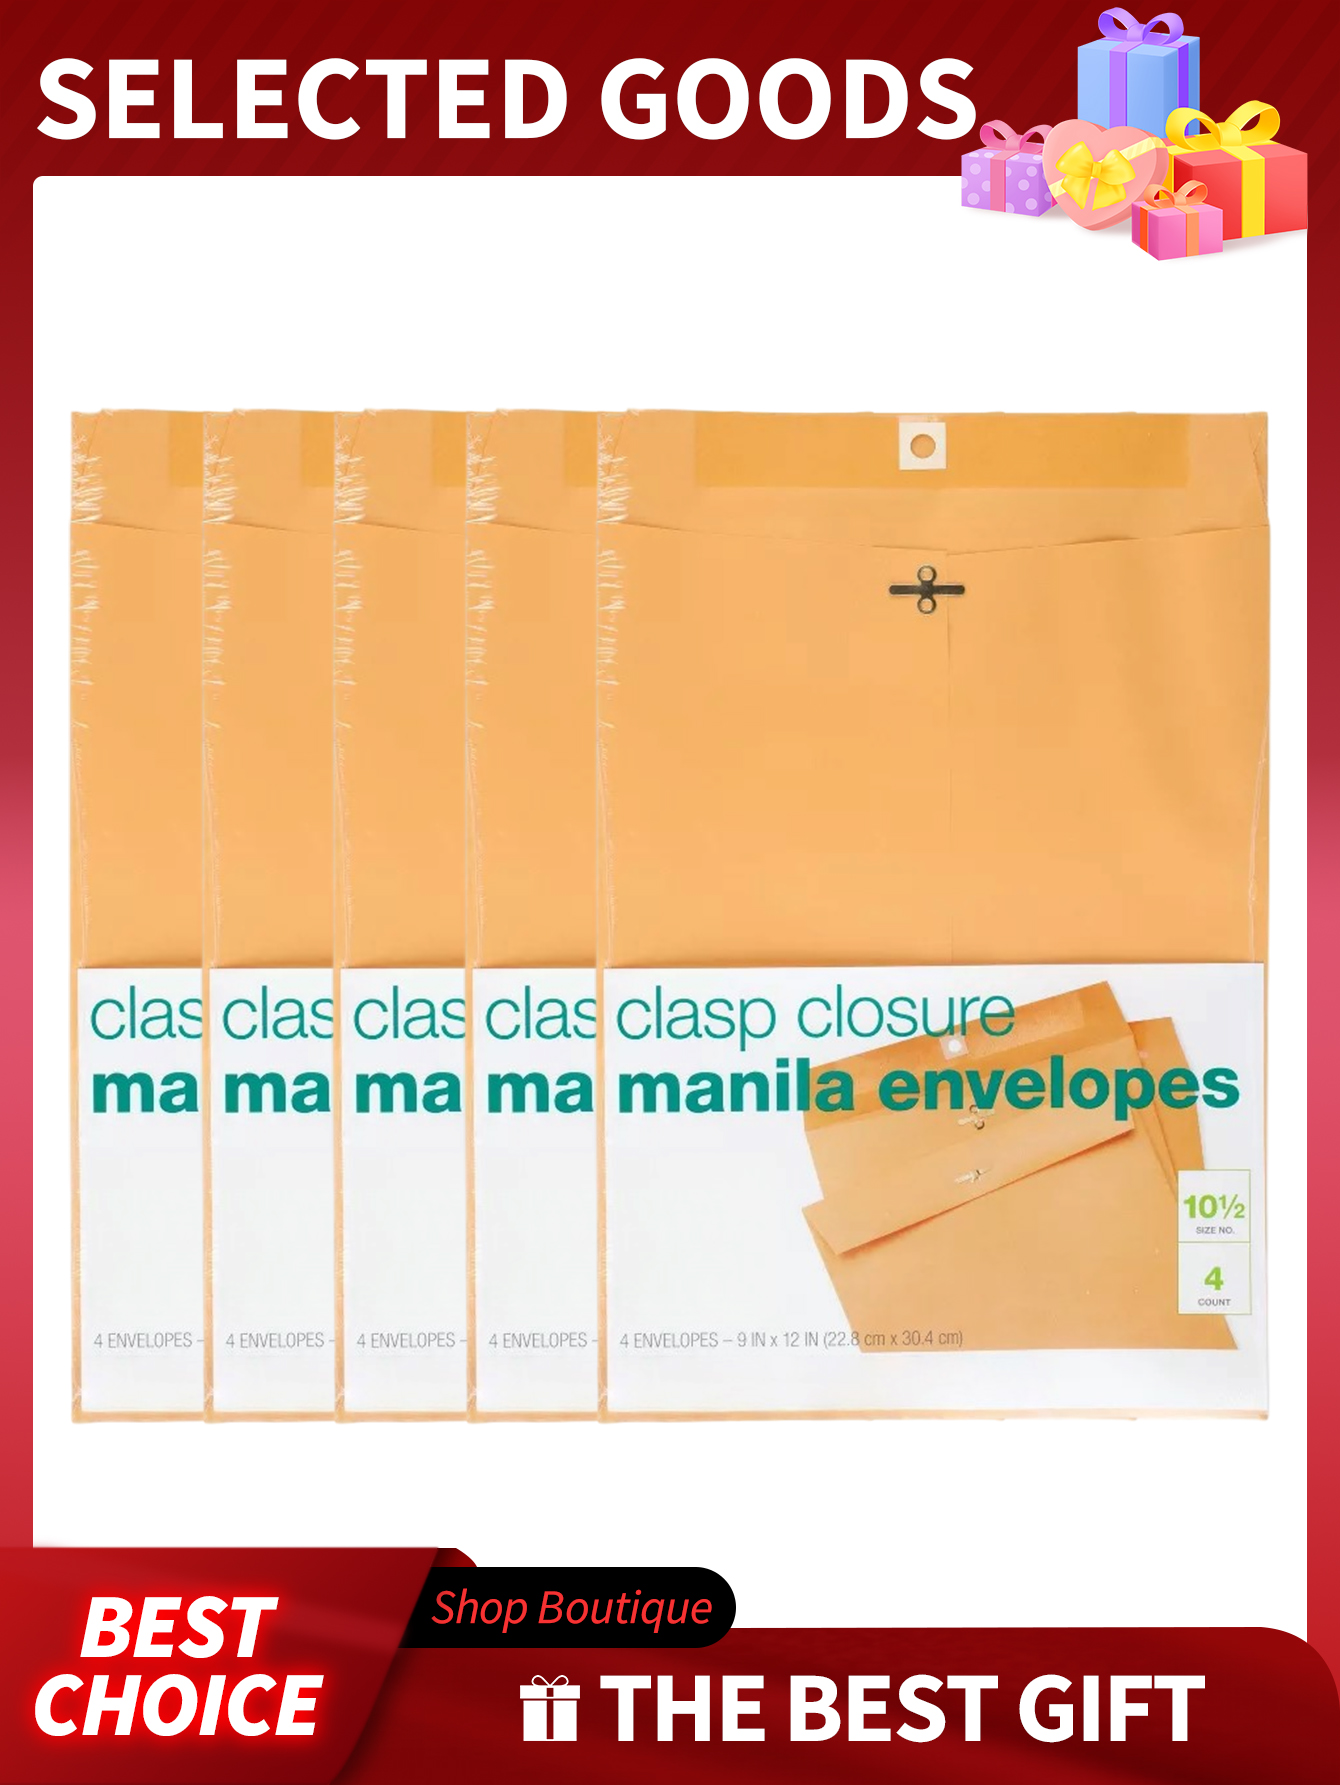 SELECTED GOODS
clas
ma
4 ENVELOPES –
clas
ma
4 ENVELOPES –
clas
ma
4 ENVELOPES –
clas
ma
4 ENVELOPES –
clasp closure
manila envelopes
10½
SIZE NO.
4
COUNT
4 ENVELOPES – 9 IN x 12 IN (22.8 cm x 30.4 cm)
BEST
CHOICE
Shop Boutique
THE BEST GIFT